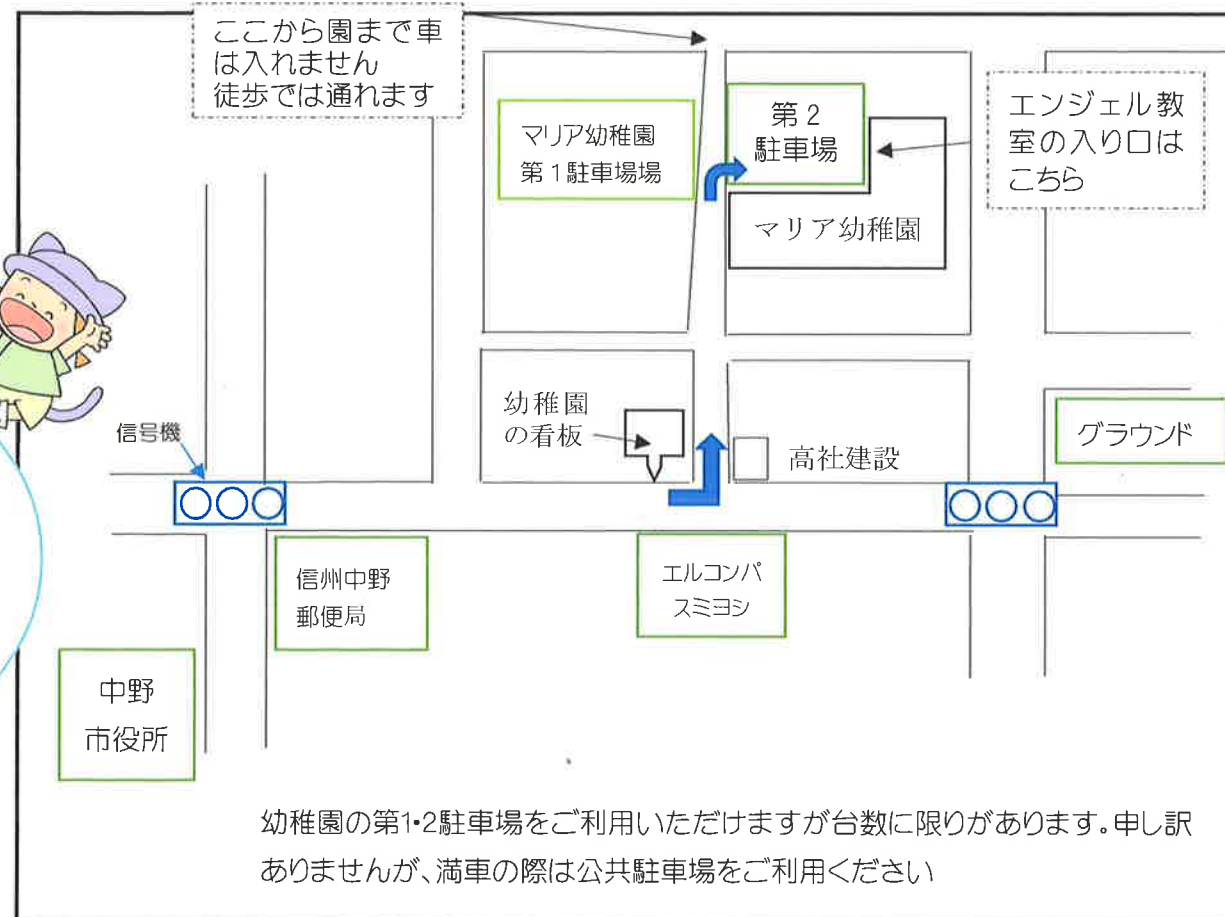 ここから園まで車
は入れません
徒歩では通れます
マリア幼稚園
第1駐車場場
第2
駐車場
エンジェル教
室の入り口は
こちら
マリア幼稚園
幼稚園
の看板
高社建設
グラウンド
信号機
信州中野
郵便局
エルコンパ
スミヨシ
中野
市役所
幼稚園の第1・2駐車場をご利用いただけますが台数に限りがあります。申し訳
ありませんが、満車の際は公共駐車場をご利用ください